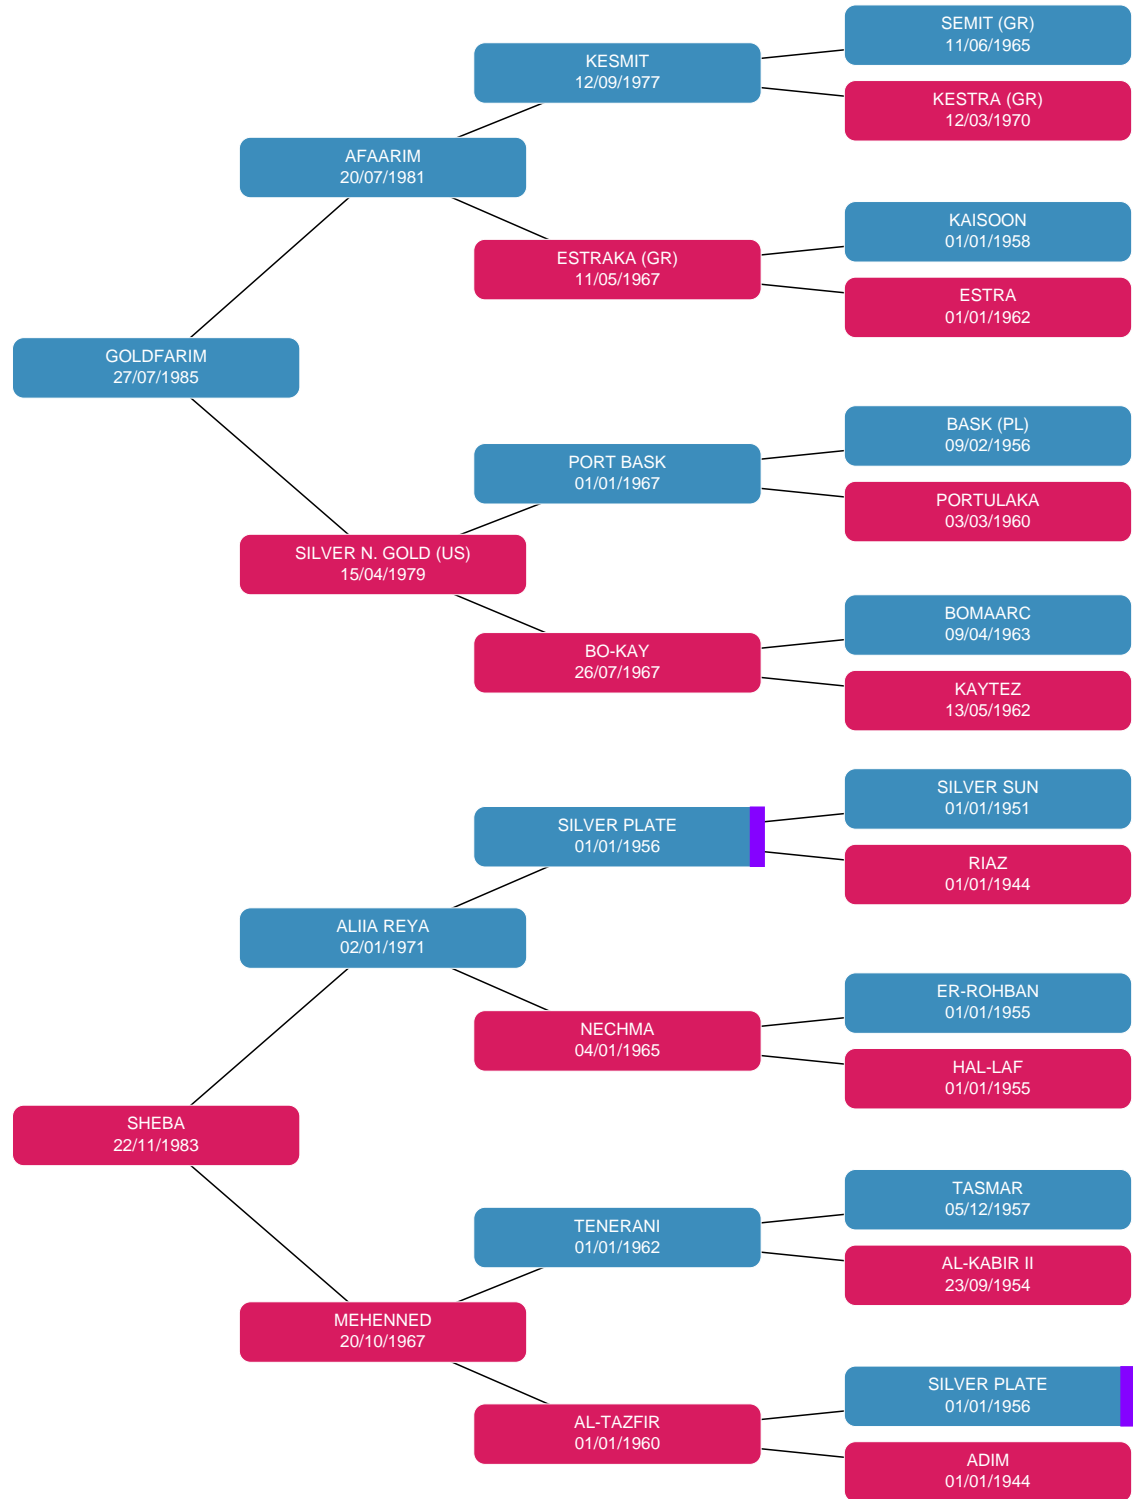 SEMIT (GR)
11/06/1965
KESMIT
12/09/1977
KESTRA (GR)
12/03/1970
AFAARIM
20/07/1981
KAISOON
01/01/1958
ESTRAKA (GR)
11/05/1967
ESTRA
01/01/1962
GOLDFARIM
27/07/1985
BASK (PL)
09/02/1956
PORT BASK
01/01/1967
PORTULAKA
03/03/1960
SILVER N. GOLD (US)
15/04/1979
BOMAARC
09/04/1963
BO-KAY
26/07/1967
KAYTEZ
13/05/1962
SILVER SUN
01/01/1951
SILVER PLATE
01/01/1956
RIAZ
01/01/1944
ALIIA REYA
02/01/1971
ER-ROHBAN
01/01/1955
NECHMA
04/01/1965
HAL-LAF
01/01/1955
SHEBA
22/11/1983
TASMAR
05/12/1957
TENERANI
01/01/1962
AL-KABIR II
23/09/1954
MEHENNED
20/10/1967
SILVER PLATE
01/01/1956
AL-TAZFIR
01/01/1960
ADIM
01/01/1944